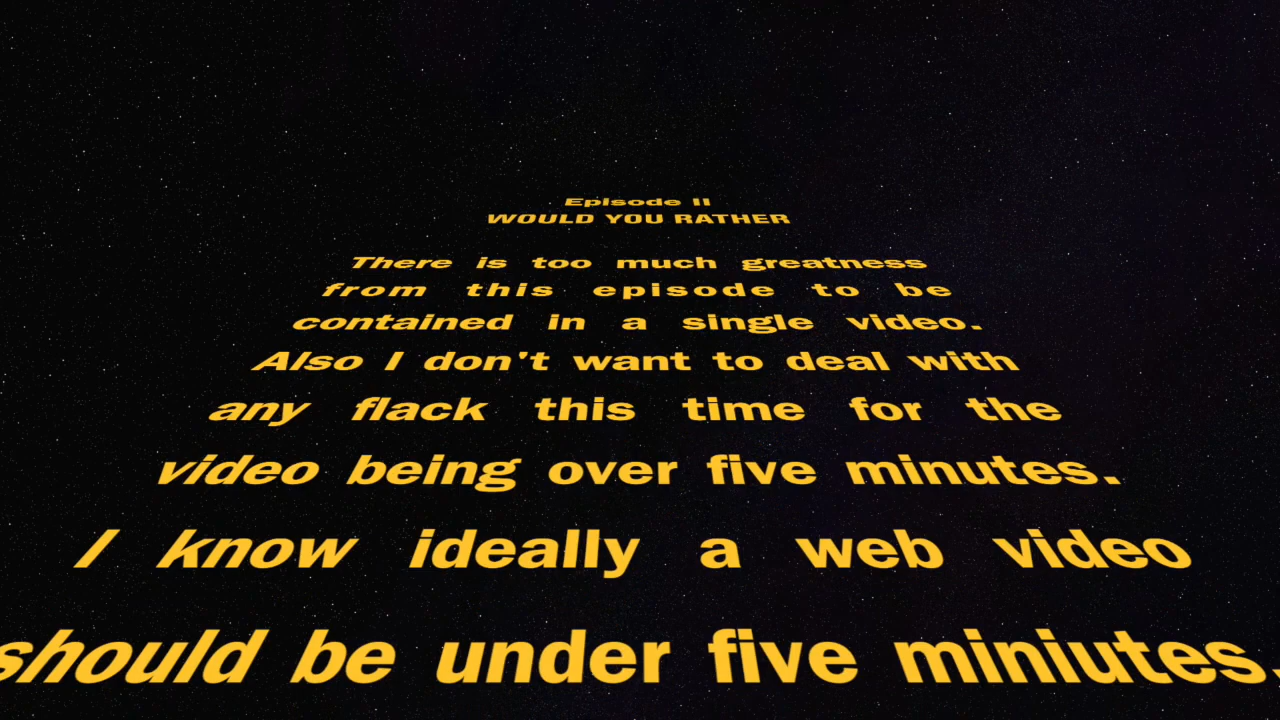 Episode II
WOULD YOU RATHER
There is too much greatness
from this episode to be
contained in a single video.
Also I don't want to deal with
any flack this time for the
video being over five minutes.
I know ideally a web video
should be under five miniutes.